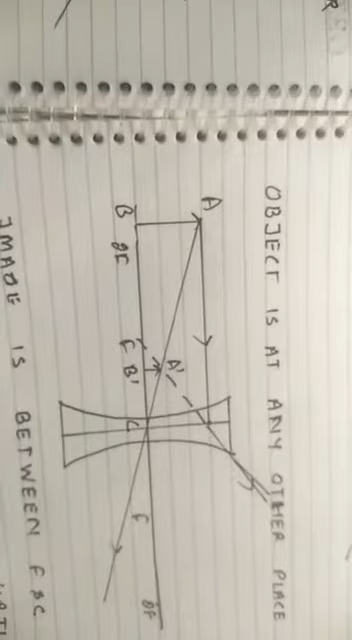 OBJECT IS AT ANY OTHER PLACE
A
A'
B
2F
F
B'
C
F
2F
IMAGE IS BETWEEN F & C